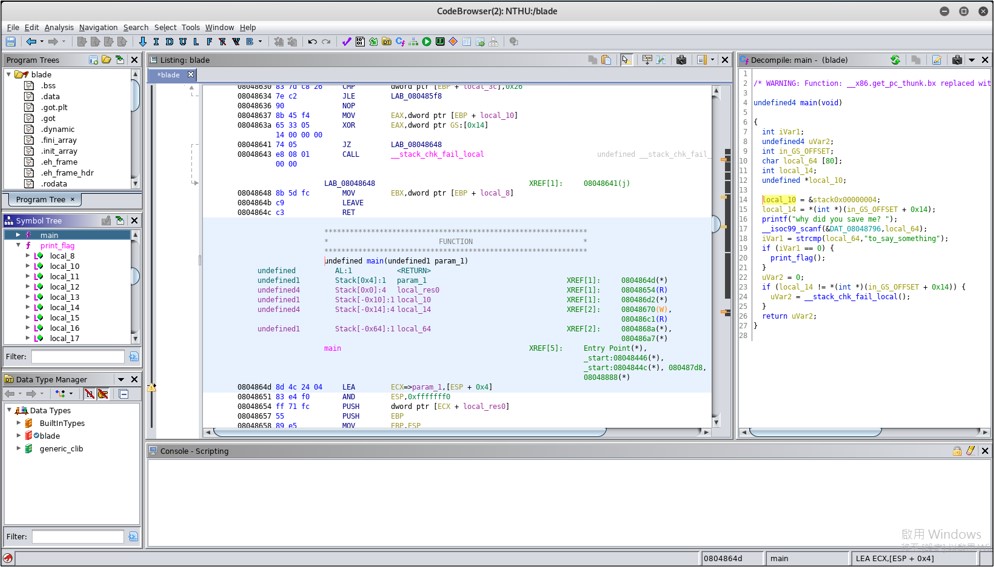 CodeBrowser(2): NTHU:/blade
File Edit Analysis Navigation Search Select Tools Window Help
I D U L F V B
Program Trees
blade
.bss
.data
.got.plt
.got
.dynamic
.fini_array
.init_array
.eh_frame
.eh_frame_hdr
.rodata
Program Tree
Symbol Tree
main
print_flag
local_8
local_10
local_11
local_12
local_13
local_14
local_15
local_16
local_17
Filter:
Data Type Manager
Data Types
BuiltInTypes
blade
generic_clib
Filter:
Listing: blade
*blade
08048630 83 7d c8 26 CMP dword ptr [EBP + local_3c],0x26
08048634 7e c2 JLE LAB_080485f8
08048636 90 NOP
08048637 8b 45 f4 MOV EAX,dword ptr [EBP + local_10]
0804863a 65 33 05 XOR EAX,dword ptr GS:[0x14]
14 00 00 00
08048641 74 05 JZ LAB_08048648
08048643 e8 08 01 CALL __stack_chk_fail_local undefined __stack_chk_fail_
00 00
LAB_08048648 XREF[1]: 08048641(j)
08048648 8b 5d fc MOV EBX,dword ptr [EBP + local_8]
0804864b c9 LEAVE
0804864c c3 RET
* FUNCTION *
undefined main(undefined1 param_1)
undefined AL:1 <RETURN>
undefined1 Stack[0x4]:1 param_1 XREF[1]: 0804864d(*)
undefined4 Stack[0x0]:4 local_res0 XREF[1]: 08048654(R)
undefined1 Stack[-0x10]:1 local_10 XREF[1]: 080486d2(*)
undefined4 Stack[-0x14]:4 local_14 XREF[2]: 08048670(W),
080486c1(R)
undefined1 Stack[-0x64]:1 local_64 XREF[2]: 0804868a(*),
080486a7(*)
main XREF[5]: Entry Point(*),
_start:08048446(*),
_start:0804844c(*), 080487d8,
08048888(*)
0804864d 8d 4c 24 04 LEA ECX=>param_1,[ESP + 0x4]
08048651 83 e4 f0 AND ESP,0xfffffff0
08048654 ff 71 fc PUSH dword ptr [ECX + local_res0]
08048657 55 PUSH EBP
08048658 89 e5 MOV EBP,ESP
Decompile: main - (blade)
1
2 /* WARNING: Function: __x86.get_pc_thunk.bx replaced wit
3
4 undefined4 main(void)
5
6 {
7 int iVar1;
8 undefined4 uVar2;
9 int in_GS_OFFSET;
10 char local_64 [80];
11 int local_14;
12 undefined *local_10;
13
14 local_10 = &stack0x00000004;
15 local_14 = *(int *)(in_GS_OFFSET + 0x14);
16 printf("why did you save me? ");
17 __isoc99_scanf(&DAT_08048796,local_64);
18 iVar1 = strcmp(local_64,"to_say_something");
19 if (iVar1 == 0) {
20 print_flag();
21 }
22 uVar2 = 0;
23 if (local_14 != *(int *)(in_GS_OFFSET + 0x14)) {
24 uVar2 = __stack_chk_fail_local();
25 }
26 return uVar2;
27 }
28
Console - Scripting
啟用 Windows
0804864d main LEA ECX,[ESP + 0x4]